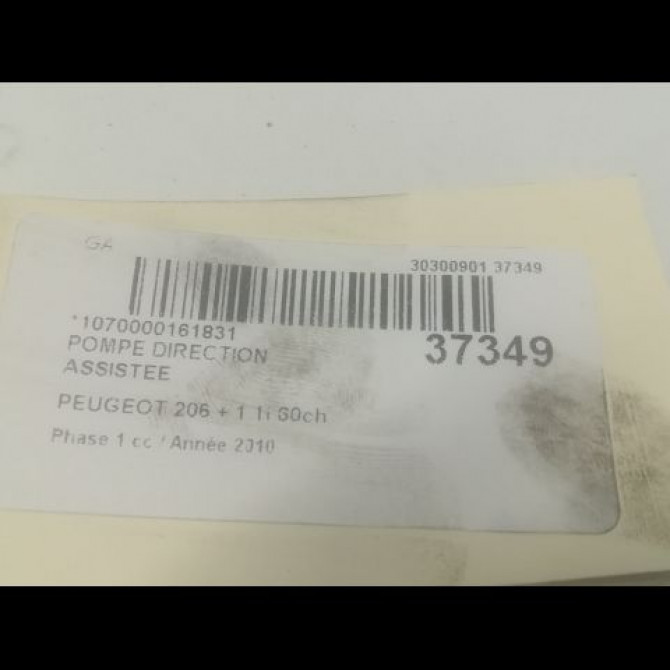 GA
30300901 37349
*1070000161831
37349
POMPE DIRECTION
ASSISTEE
PEUGEOT 206 + 1 1i 60ch
Phase 1 cc / Année 2010